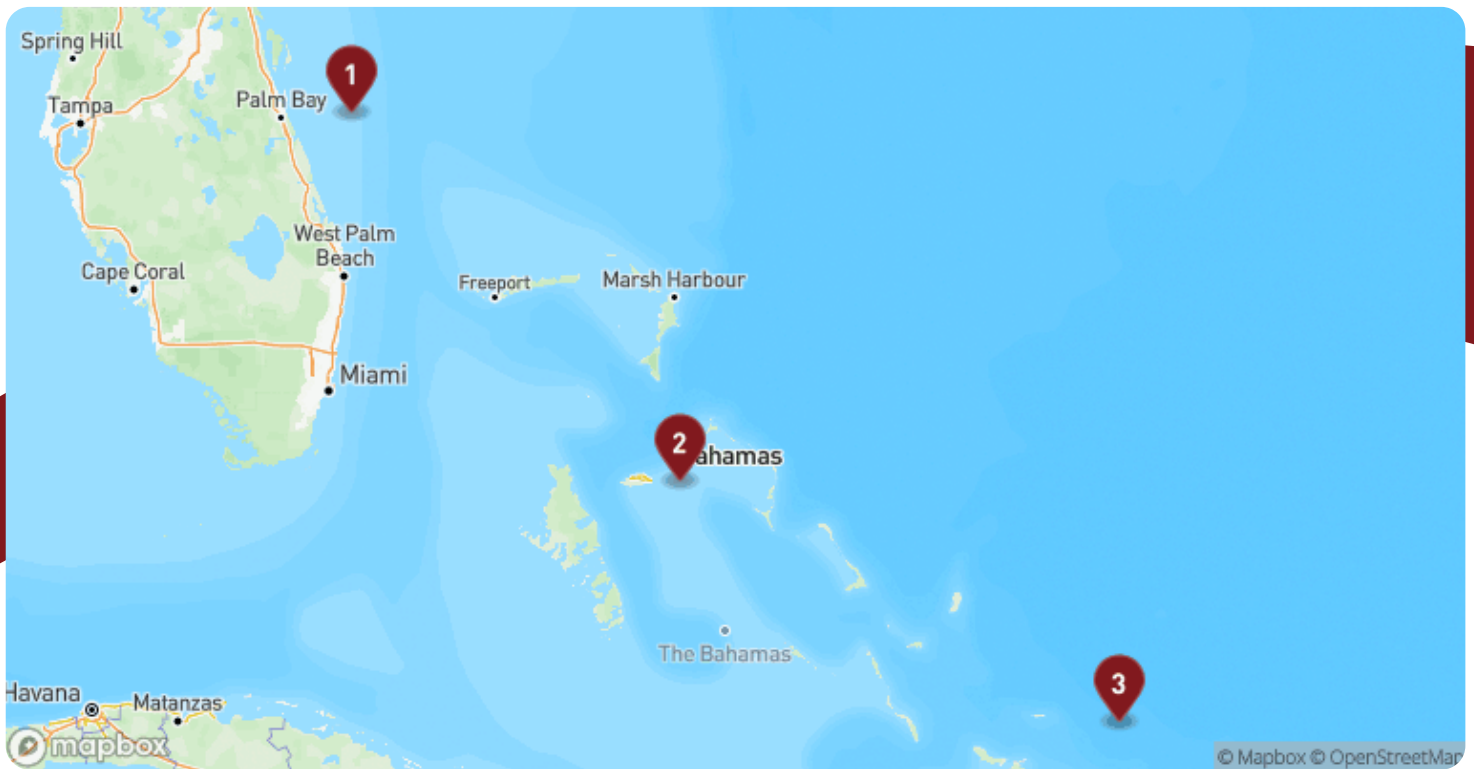 Spring Hill
1
Palm Bay
Tampa
West Palm
Beach
Cape Coral
Freeport
Marsh Harbour
Miami
2
ahamas
The Bahamas
3
Havana
Matanzas
mapbox
© Mapbox © OpenStreetMap